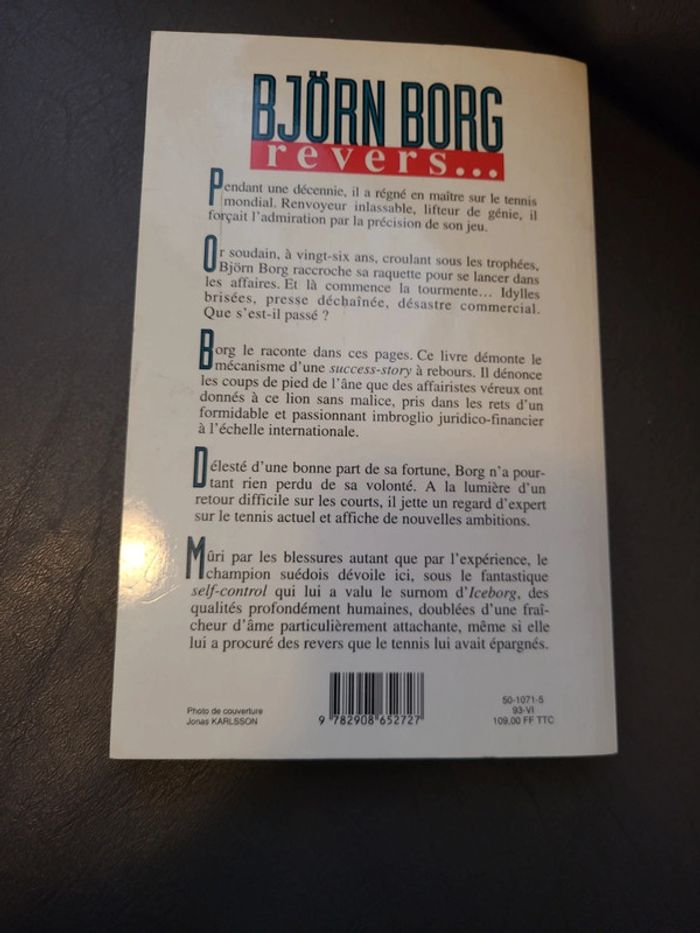 BJÖRN BORG
revers...
Pendant une décennie, il a régné en maître sur le tennis
mondial. Renvoyeur inlassable, lifteur de génie, il
forçait l'admiration par la précision de son jeu.
Or soudain, à vingt-six ans, croulant sous les trophées,
Björn Borg raccroche sa raquette pour se lancer dans
les affaires. Et là commence la tourmente... Idylles
brisées, presse déchaînée, désastre commercial.
Que s'est-il passé ?
Borg le raconte dans ces pages. Ce livre démonte le
mécanisme d'une success-story à rebours. Il dénonce
les coups de pied de l'âne que des affairistes véreux ont
donnés à ce lion sans malice, pris dans les rets d'un
formidable et passionnant imbroglio juridico-financier
à l'échelle internationale.
Délesté d'une bonne part de sa fortune, Borg n'a pour-
tant rien perdu de sa volonté. A la lumière d'un
retour difficile sur les courts, il jette un regard d'expert
sur le tennis actuel et affiche de nouvelles ambitions.
Mûri par les blessures autant que par l'expérience, le
champion suédois dévoile ici, sous le fantastique
self-control qui lui a valu le surnom d'Iceborg, des
qualités profondément humaines, doublées d'une fraî-
cheur d'âme particulièrement attachante, même si elle
lui a procuré des revers que le tennis lui avait épargnés.
Photo de couverture
Jonas KARLSSON
9 782908 652727
50-1071-5
93-VI
109,00 FF TTC